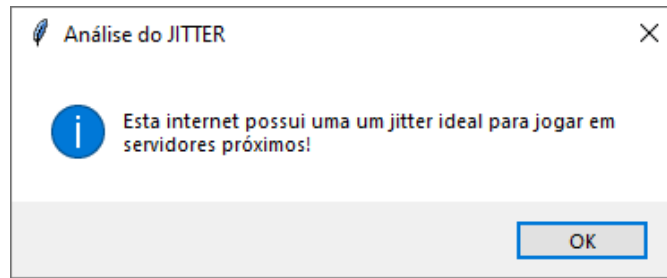 Análise do JITTER
Esta internet possui uma um jitter ideal para jogar em
servidores próximos!
OK